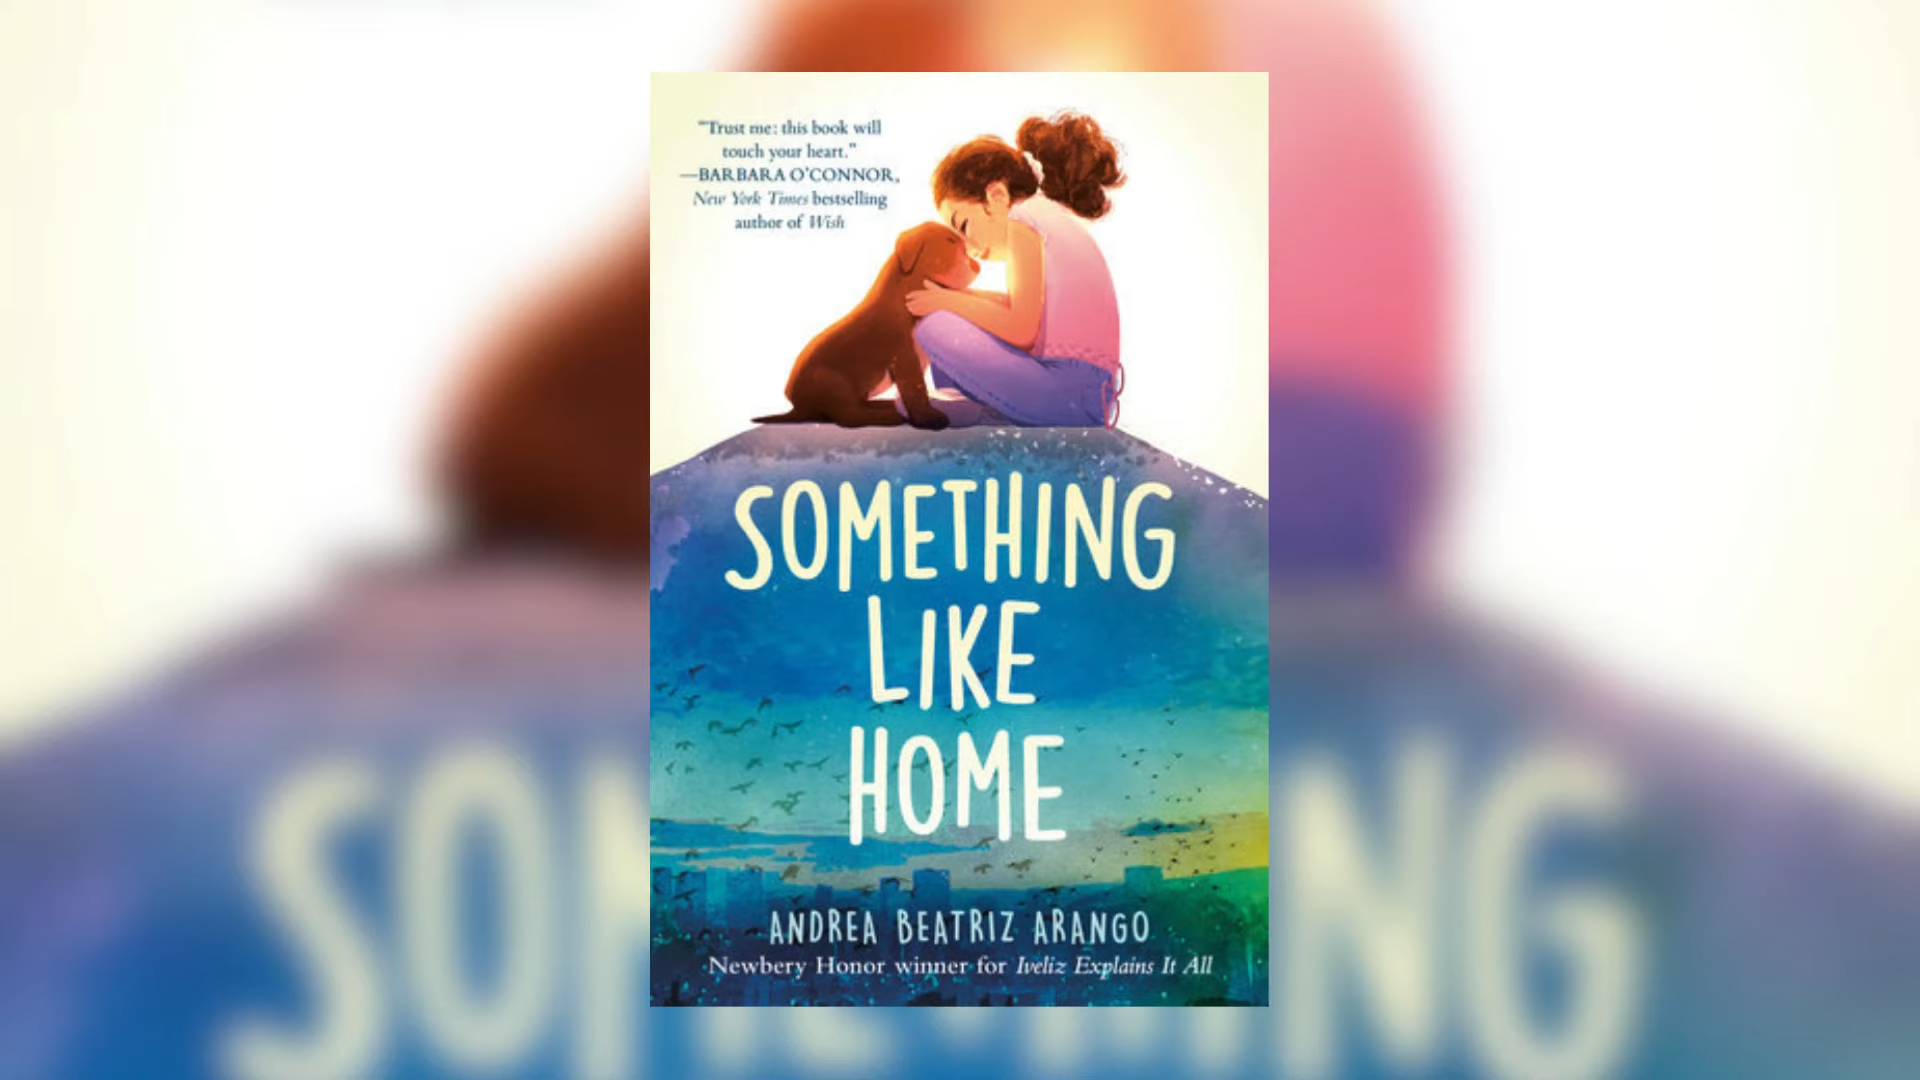 "Trust me: this book will
touch your heart."
—BARBARA O'CONNOR,
New York Times bestselling
author of Wish
SOMETHING
LIKE
HOME
ANDREA BEATRIZ ARANGO
Newbery Honor winner for Iveliz Explains It All